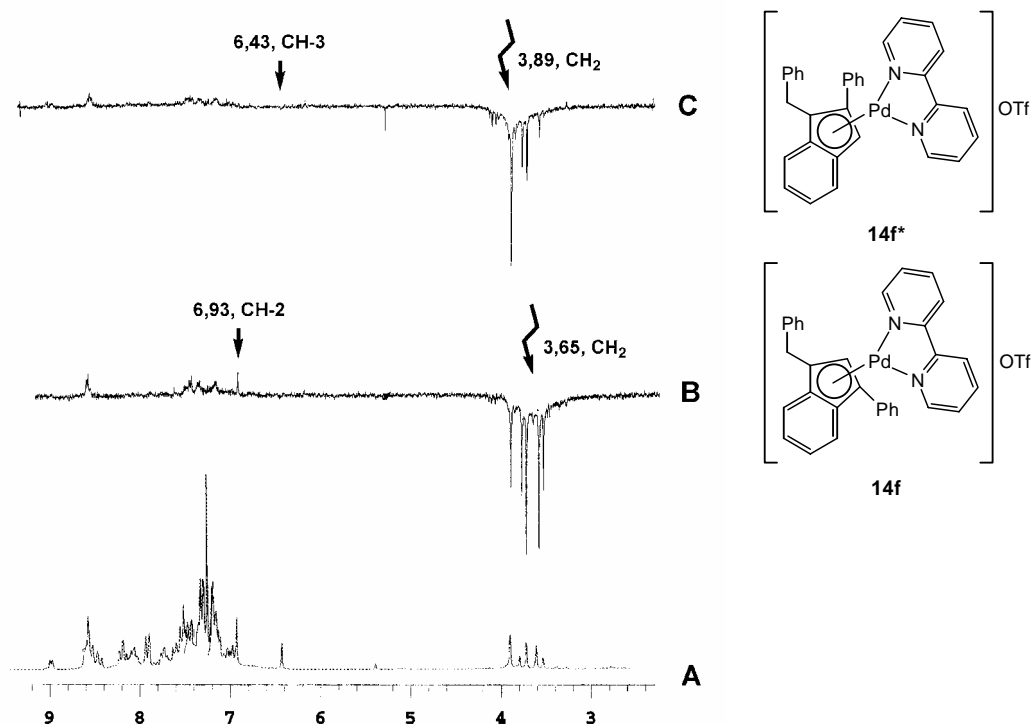 6,43, CH-3
3,89, CH₂
C
6,93, CH-2
3,65, CH₂
B
A
9 8 7 6 5 4 3
Ph
Ph
N
Pd
N
OTf
14f*
Ph
N
Pd
N
OTf
Ph
14f